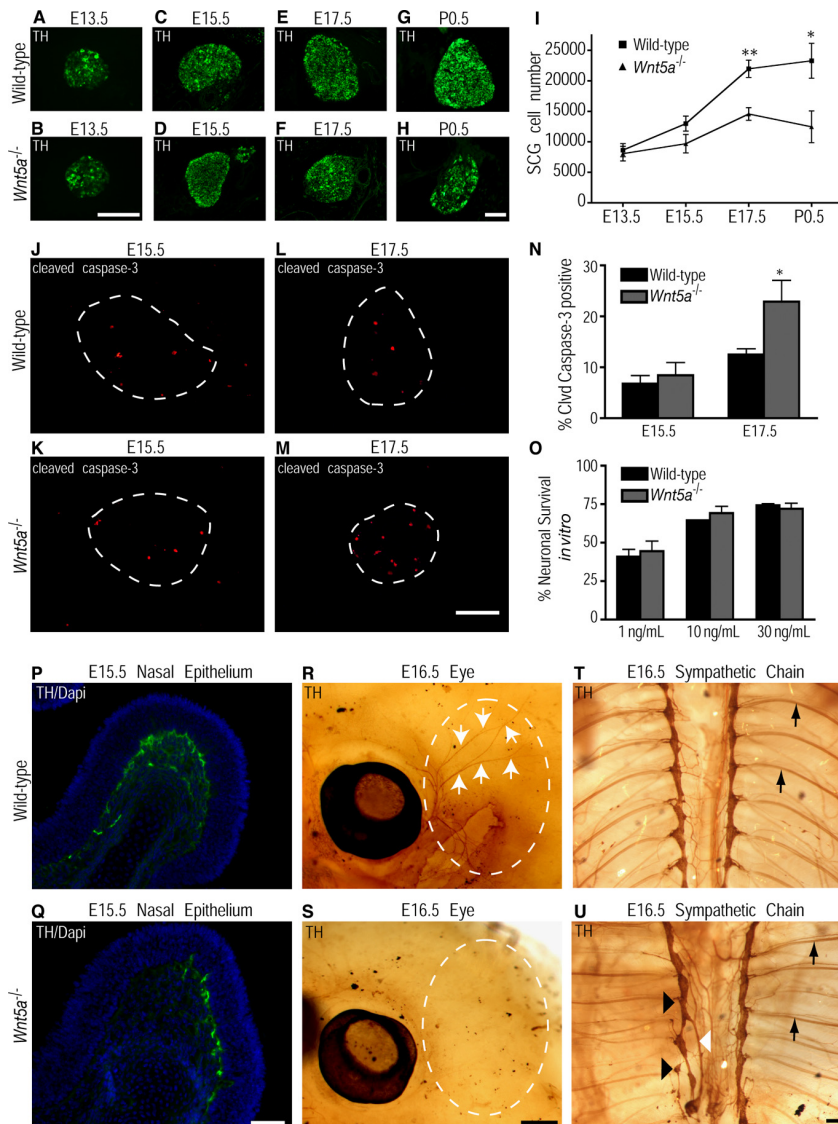 A E13.5 C E15.5 E E17.5 G P0.5
TH TH TH TH
Wild-type
B E13.5 D E15.5 F E17.5 H P0.5
TH TH TH TH
Wnt5a-/-
I
Wild-type
Wnt5a-/-
** *
SCG cell number
25000
20000
15000
10000
5000
0
E13.5 E15.5 E17.5 P0.5
J E15.5 L E17.5
cleaved caspase-3 cleaved caspase-3
Wild-type
K E15.5 M E17.5
cleaved caspase-3 cleaved caspase-3
Wnt5a-/-
N
Wild-type
Wnt5a-/-
*
% Clvd Caspase-3 positive
30
20
10
0
E15.5 E17.5
O
Wild-type
Wnt5a-/-
% Neuronal Survival
in vitro
100
75
50
25
0
1 ng/mL 10 ng/mL 30 ng/mL
P E15.5 Nasal Epithelium R E16.5 Eye T E16.5 Sympathetic Chain
TH/Dapi TH TH
Wild-type
Q E15.5 Nasal Epithelium S E16.5 Eye U E16.5 Sympathetic Chain
TH/Dapi TH TH
Wnt5a-/-